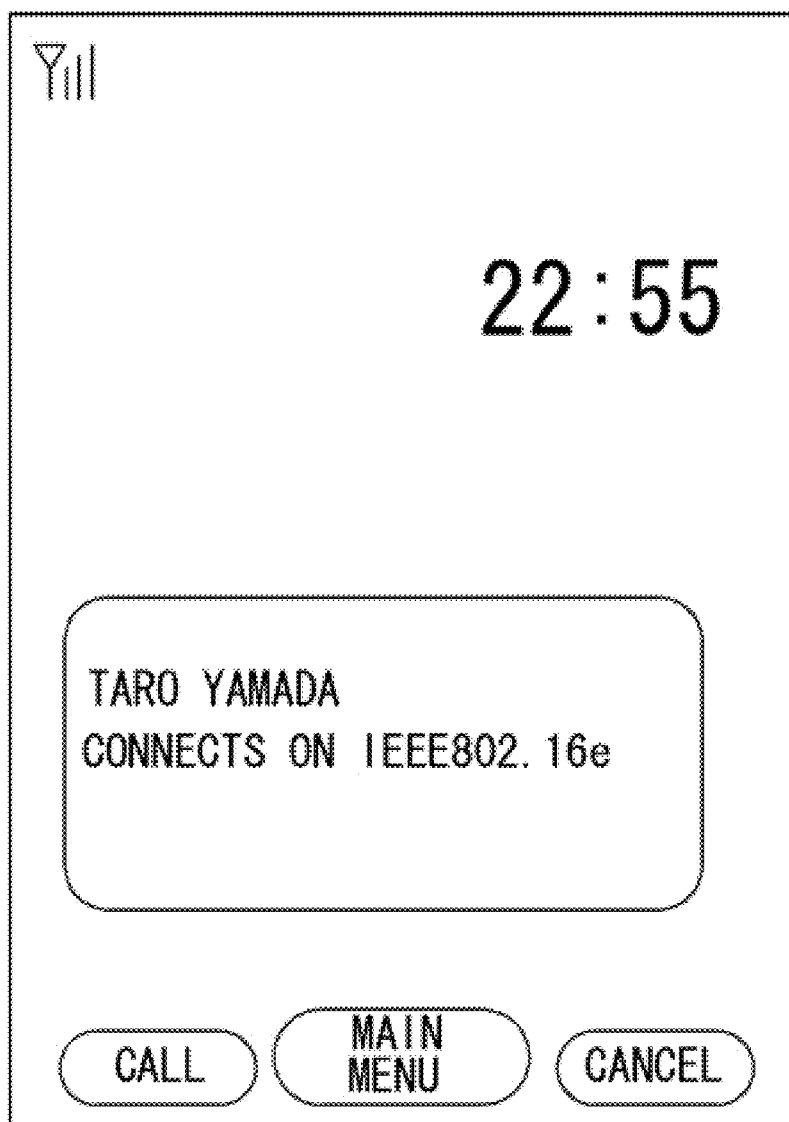 22:55
TARO YAMADA
CONNECTS ON IEEE802.16e
CALL
MAIN
MENU
CANCEL